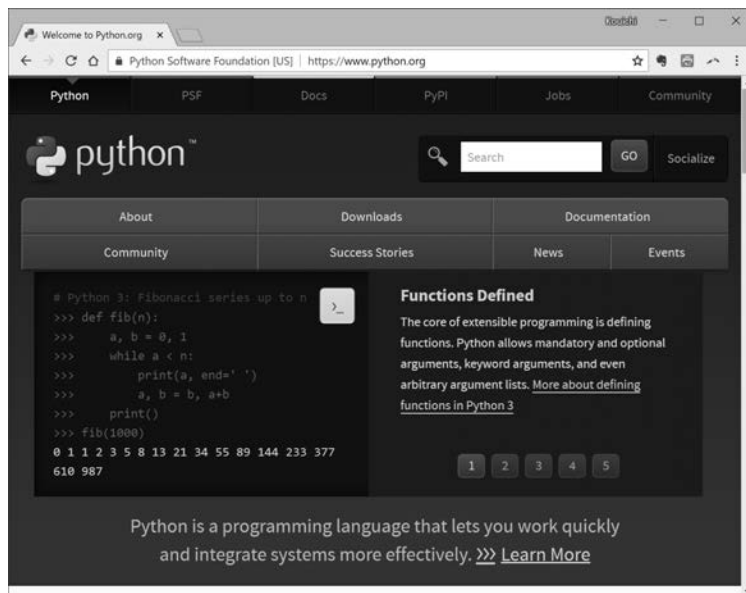 Welcome to Python.org
Python Software Foundation [US] | https://www.python.org
Python PSF Docs PyPI Jobs Community
python™
Search GO Socialize
About Downloads Documentation
Community Success Stories News Events
# Python 3: Fibonacci series up to n
>>> def fib(n):
>>>     a, b = 0, 1
>>>     while a < n:
>>>         print(a, end=' ')
>>>         a, b = b, a+b
>>>     print()
>>> fib(1000)
0 1 1 2 3 5 8 13 21 34 55 89 144 233 377
610 987
>_
Functions Defined
The core of extensible programming is defining
functions. Python allows mandatory and optional
arguments, keyword arguments, and even
arbitrary argument lists. More about defining
functions in Python 3
1 2 3 4 5
Python is a programming language that lets you work quickly
and integrate systems more effectively. >>> Learn More